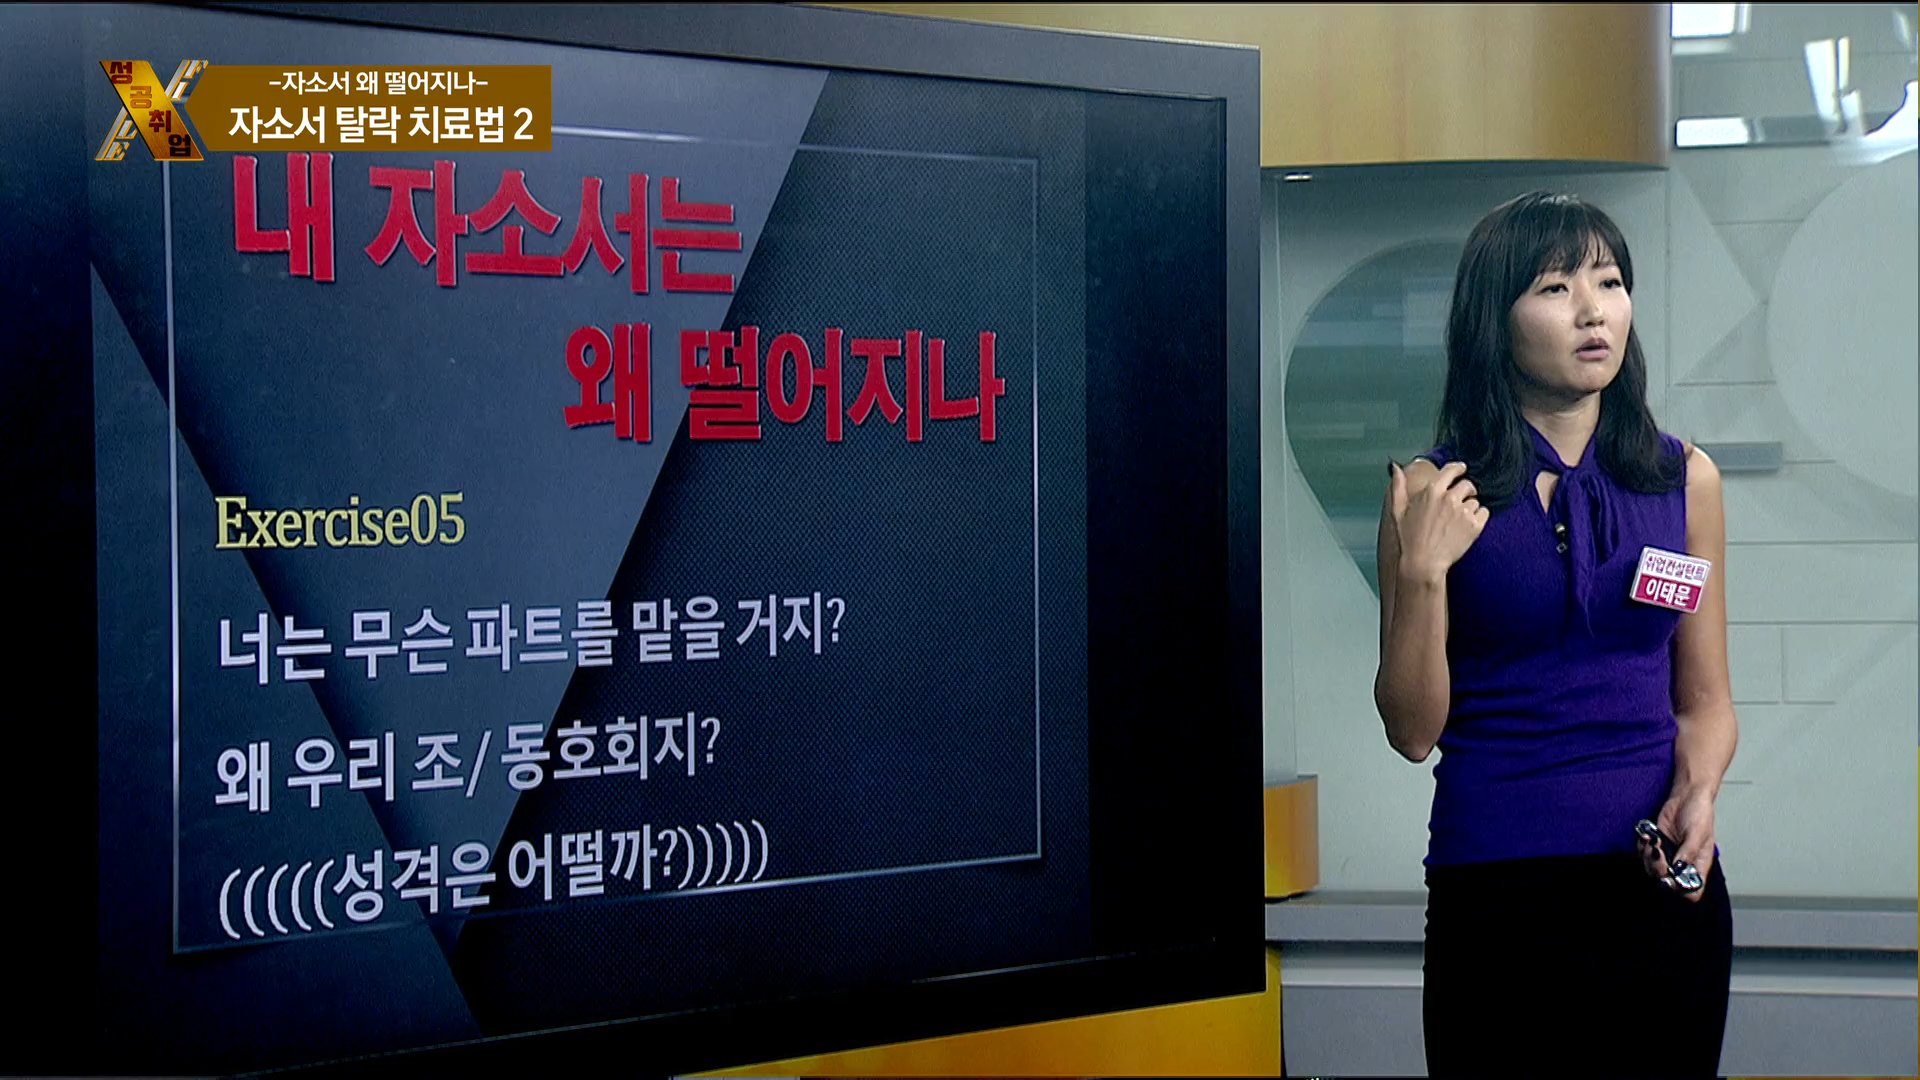 성공취업
-자소서 왜 떨어지나-
자소서 탈락 치료법 2
내 자소서는
왜 떨어지나
Exercise05
너는 무슨 파트를 맡을 거지?
왜 우리 조/ 동호회지?
(((((성격은 어떨까?)))))
취업컨설턴트
이태문